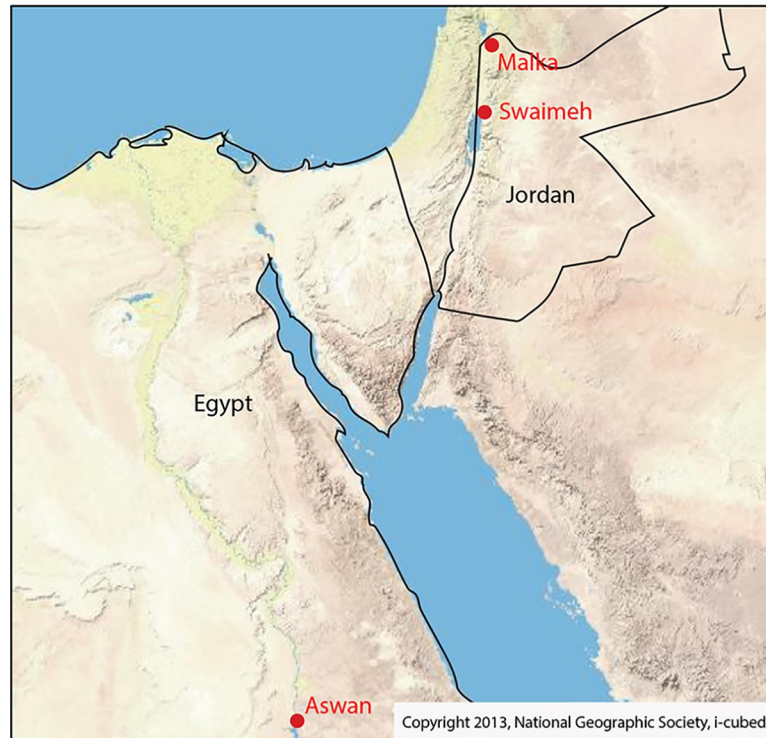 Malka
Swaimeh
Jordan
Egypt
Aswan
Copyright 2013, National Geographic Society, i-cubed